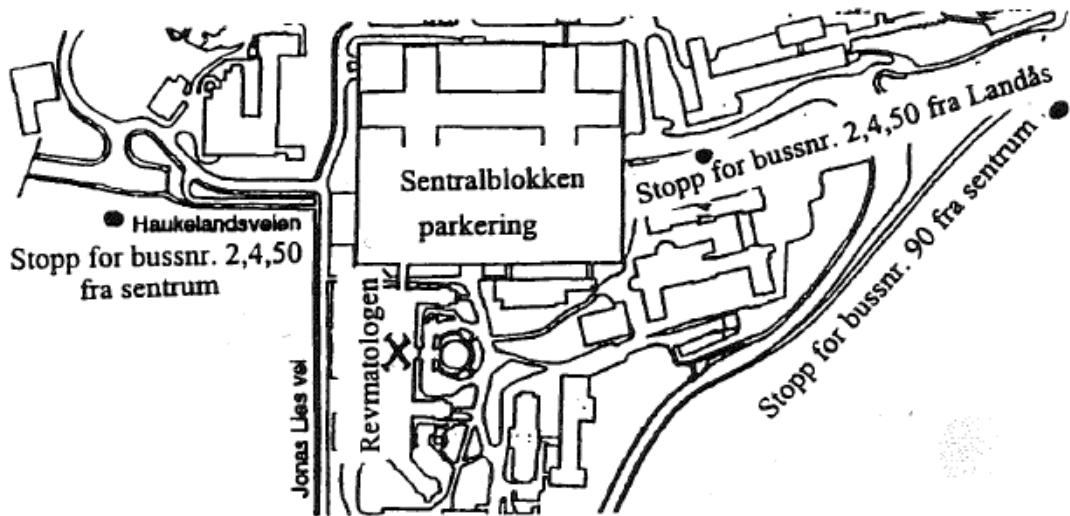 Sentralblokken
parkering
Stopp for bussnr. 2,4,50 fra Landås
Stopp for bussnr. 90 fra sentrum
Haukelandsveien
Stopp for bussnr. 2,4,50
fra sentrum
Revmatologen
Jonas Lies vei